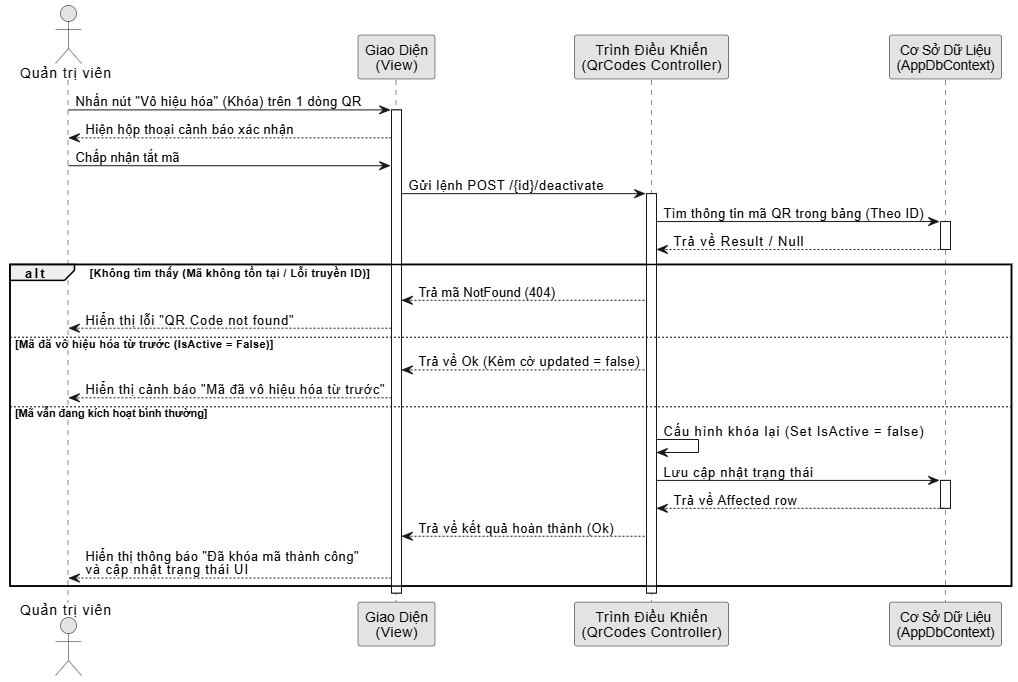 Quản trị viên
Giao Diện
(View)
Trình Điều Khiển
(QrCodes Controller)
Cơ Sở Dữ Liệu
(AppDbContext)
Nhấn nút "Vô hiệu hóa" (Khóa) trên 1 dòng QR
Hiện hộp thoại cảnh báo xác nhận
Chấp nhận tắt mã
Gửi lệnh POST /{id}/deactivate
Tìm thông tin mã QR trong bảng (Theo ID)
Trả về Result / Null
alt
[Không tìm thấy (Mã không tồn tại / Lỗi truyền ID)]
Trả mã NotFound (404)
Hiển thị lỗi "QR Code not found"
[Mã đã vô hiệu hóa từ trước (IsActive = False)]
Trả về Ok (Kèm cờ updated = false)
Hiển thị cảnh báo "Mã đã vô hiệu hóa từ trước"
[Mã vẫn đang kích hoạt bình thường]
Cấu hình khóa lại (Set IsActive = false)
Lưu cập nhật trạng thái
Trả về Affected row
Trả về kết quả hoàn thành (Ok)
Hiển thị thông báo "Đã khóa mã thành công"
và cập nhật trạng thái UI
Quản trị viên
Giao Diện
(View)
Trình Điều Khiển
(QrCodes Controller)
Cơ Sở Dữ Liệu
(AppDbContext)